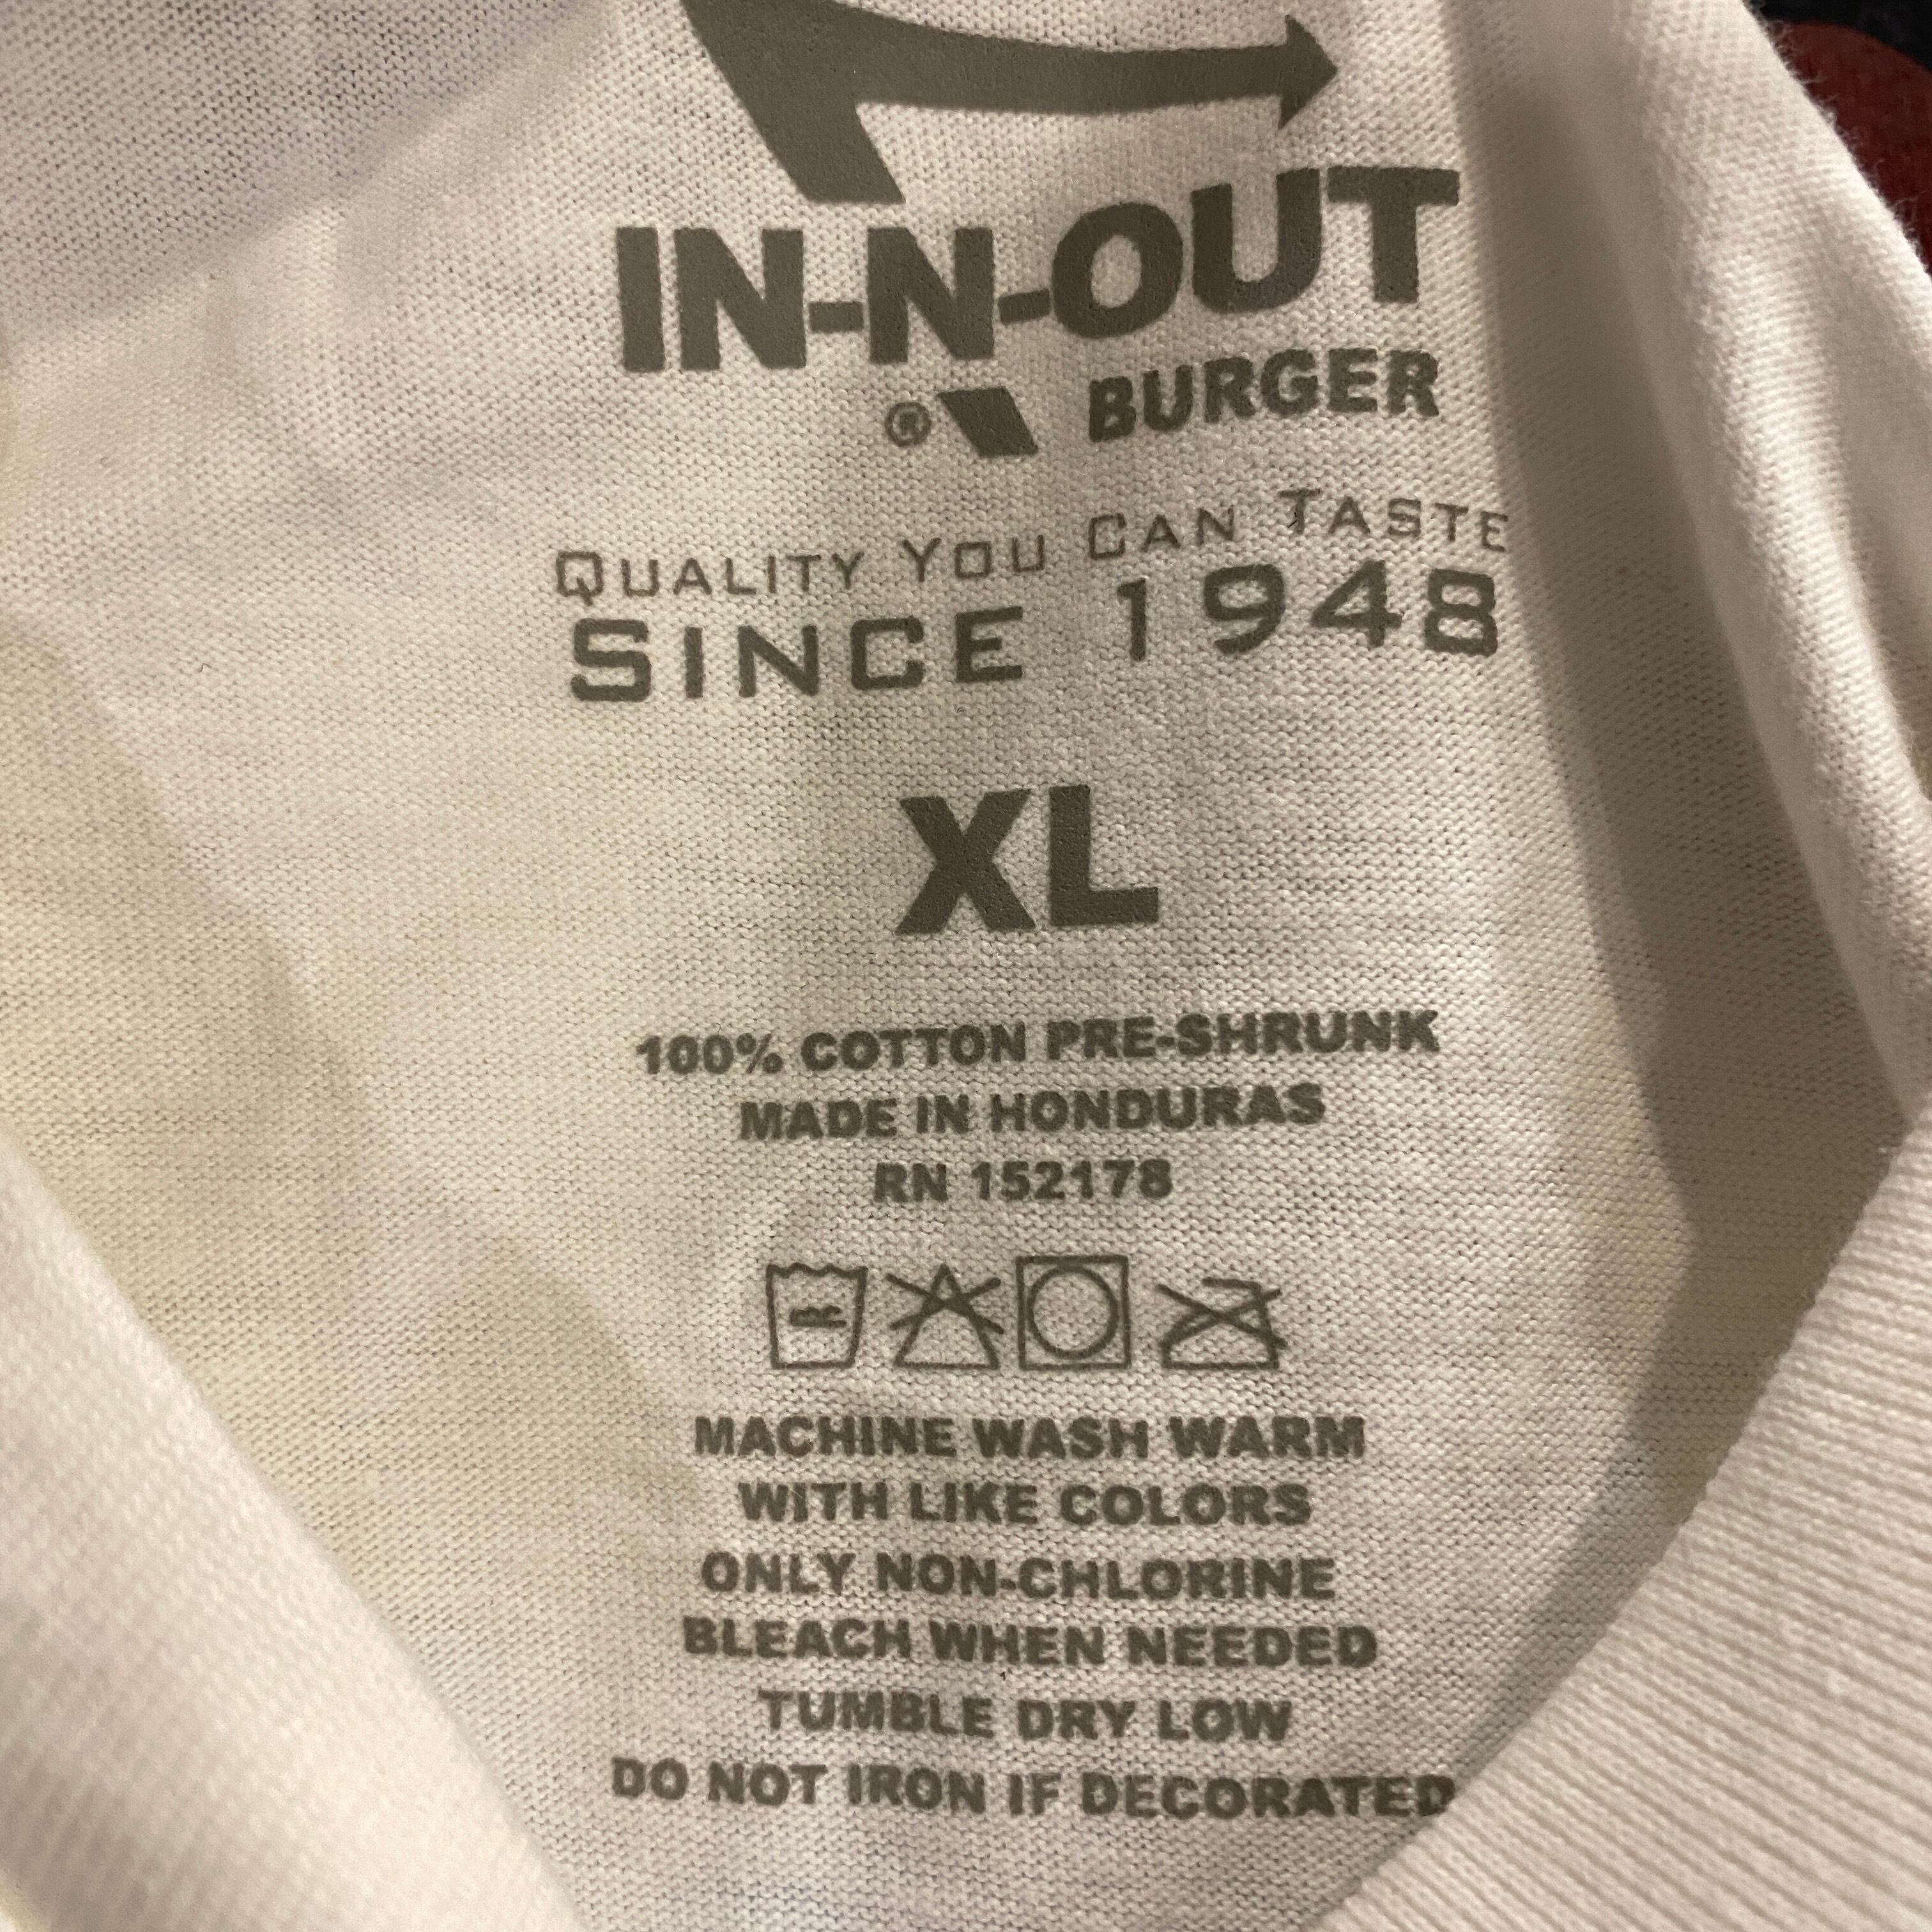 IN-N-OUT
® BURGER
QUALITY YOU CAN TASTE
SINCE 1948
XL
100% COTTON PRE-SHRUNK
MADE IN HONDURAS
RN 152178
MACHINE WASH WARM
WITH LIKE COLORS
ONLY NON-CHLORINE
BLEACH WHEN NEEDED
TUMBLE DRY LOW
DO NOT IRON IF DECORATED